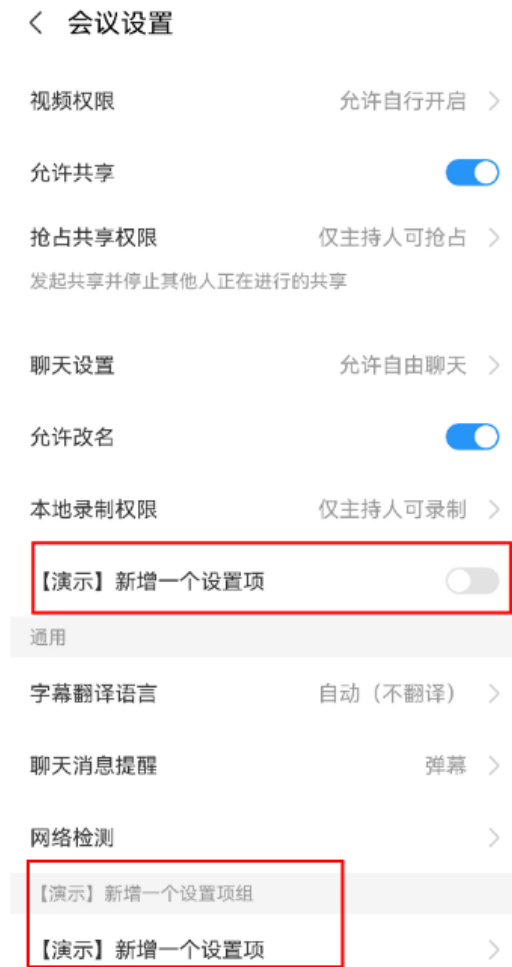 会议设置
视频权限 允许自行开启
允许共享
抢占共享权限 仅主持人可抢占
发起共享并停止其他人正在进行的共享
聊天设置 允许自由聊天
允许改名
本地录制权限 仅主持人可录制
【演示】新增一个设置项
通用
字幕翻译语言 自动（不翻译）
聊天消息提醒 弹幕
网络检测
【演示】新增一个设置项组
【演示】新增一个设置项